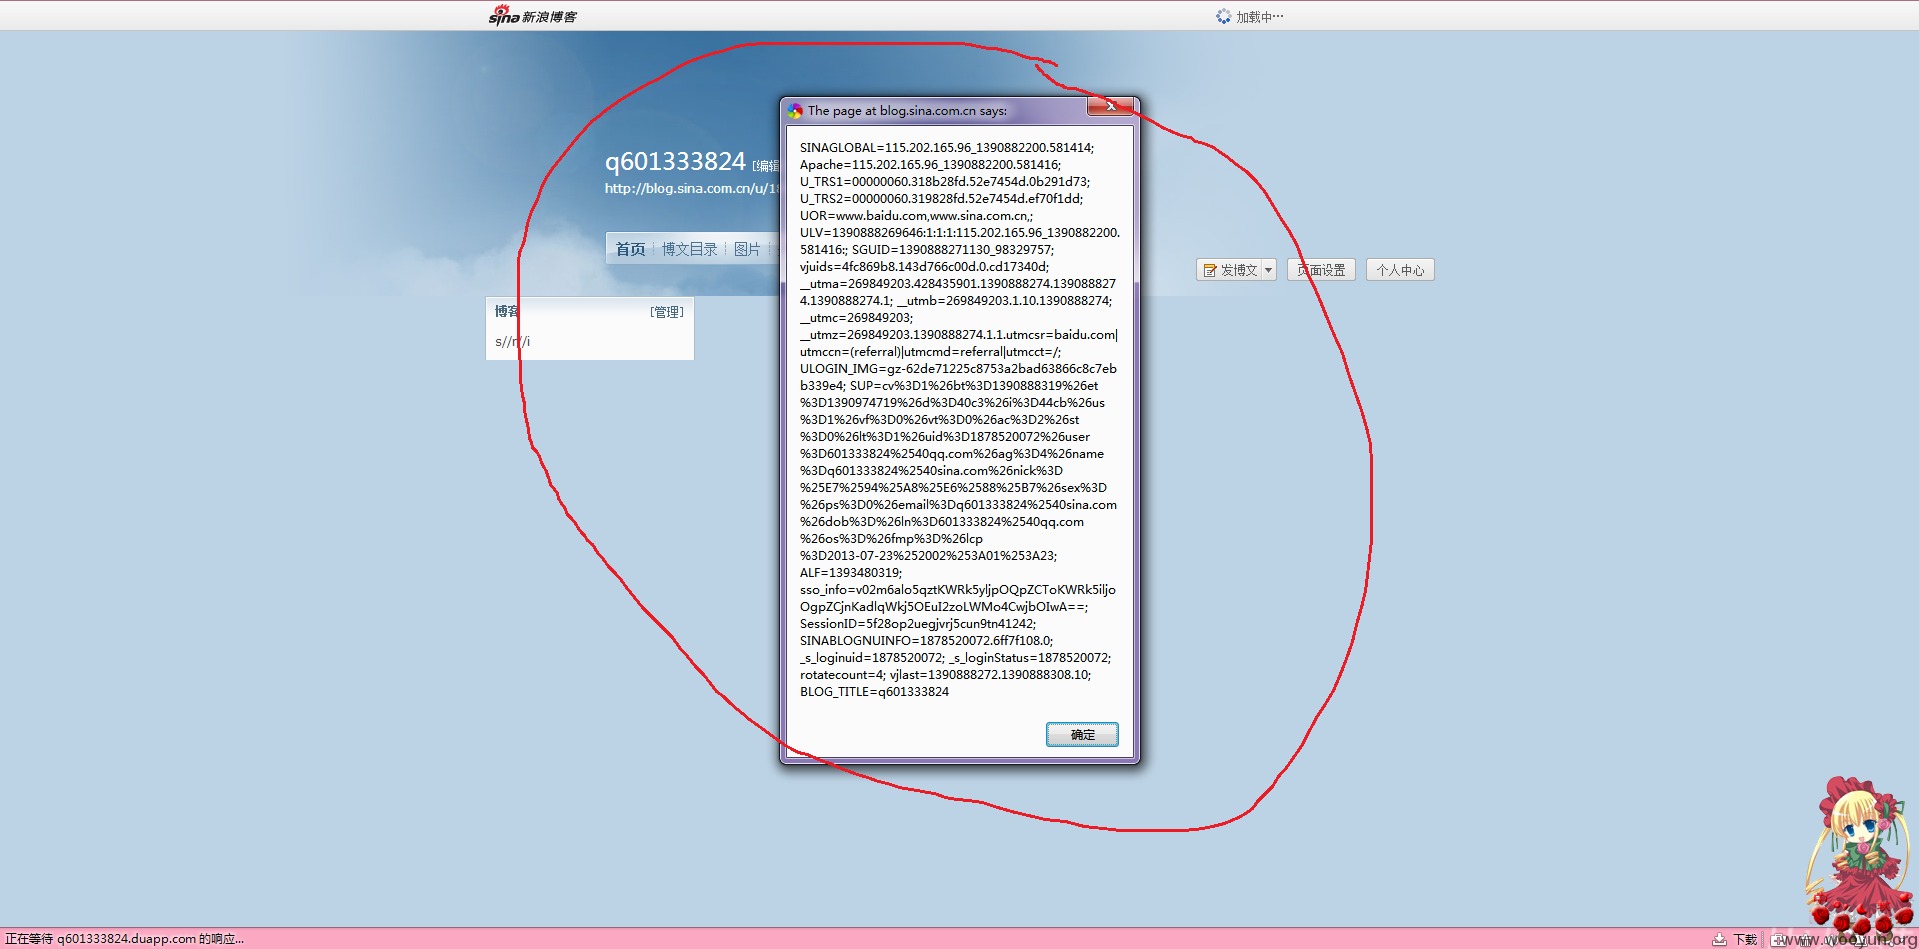 sina 新浪博客
加载中…
The page at blog.sina.com.cn says:
q601333824 [编辑
http://blog.sina.com.cn/u/18
首页 博文目录 图片
发博文 页面设置 个人中心
博客 [管理]
s//r//i
SINAGLOBAL=115.202.165.96_1390882200.581414;
Apache=115.202.165.96_1390882200.581416;
U_TRS1=00000060.318b28fd.52e7454d.0b291d73;
U_TRS2=00000060.319828fd.52e7454d.ef70f1dd;
UOR=www.baidu.com,www.sina.com.cn,;
ULV=1390888269646:1:1:1:115.202.165.96_1390882200.
581416:; SGUID=1390888271130_98329757;
vjuids=4fc869b8.143d766c00d.0.cd17340d;
__utma=269849203.428435901.1390888274.139088827
4.1390888274.1; __utmb=269849203.1.10.1390888274;
__utmc=269849203;
__utmz=269849203.1390888274.1.1.utmcsr=baidu.com|
utmccn=(referral)|utmcmd=referral|utmcct=/;
ULOGIN_IMG=gz-62de71225c8753a2bad63866c8c7eb
b339e4; SUP=cv%3D1%26bt%3D1390888319%26et
%3D1390974719%26d%3D40c3%26i%3D44cb%26us
%3D1%26vf%3D0%26vt%3D0%26ac%3D2%26st
%3D0%26lt%3D1%26uid%3D1878520072%26user
%3D601333824%2540qq.com%26ag%3D4%26name
%3Dq601333824%2540sina.com%26nick%3D
%25E7%2594%25A8%25E6%2588%25B7%26sex%3D
%26ps%3D0%26email%3Dq601333824%2540sina.com
%26dob%3D%26ln%3D601333824%2540qq.com
%26os%3D%26fmp%3D%26lcp
%3D2013-07-23%252002%253A01%253A23;
ALF=1393480319;
sso_info=v02m6alo5qztKWRk5yljpOQpZCToKWRk5iljo
OgpZCjnKadlqWkj5OEuI2zoLWMo4CwjbOIwA==;
SessionID=5f28op2uegjvrj5cun9tn41242;
SINABLOGNUINFO=1878520072.6ff7f108.0;
_s_loginuid=1878520072; _s_loginStatus=1878520072;
rotatecount=4; vjlast=1390888272.1390888308.10;
BLOG_TITLE=q601333824
确定
正在等待 q601333824.duapp.com 的响应...
下载
www.wooyun.org